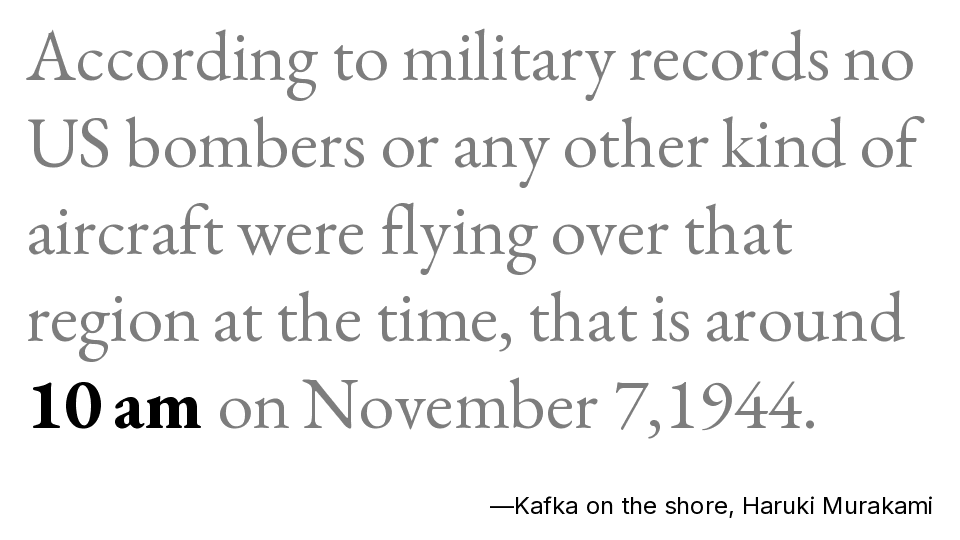 According to military records no
US bombers or any other kind of
aircraft were flying over that
region at the time, that is around
10 am on November 7,1944.
—Kafka on the shore, Haruki Murakami